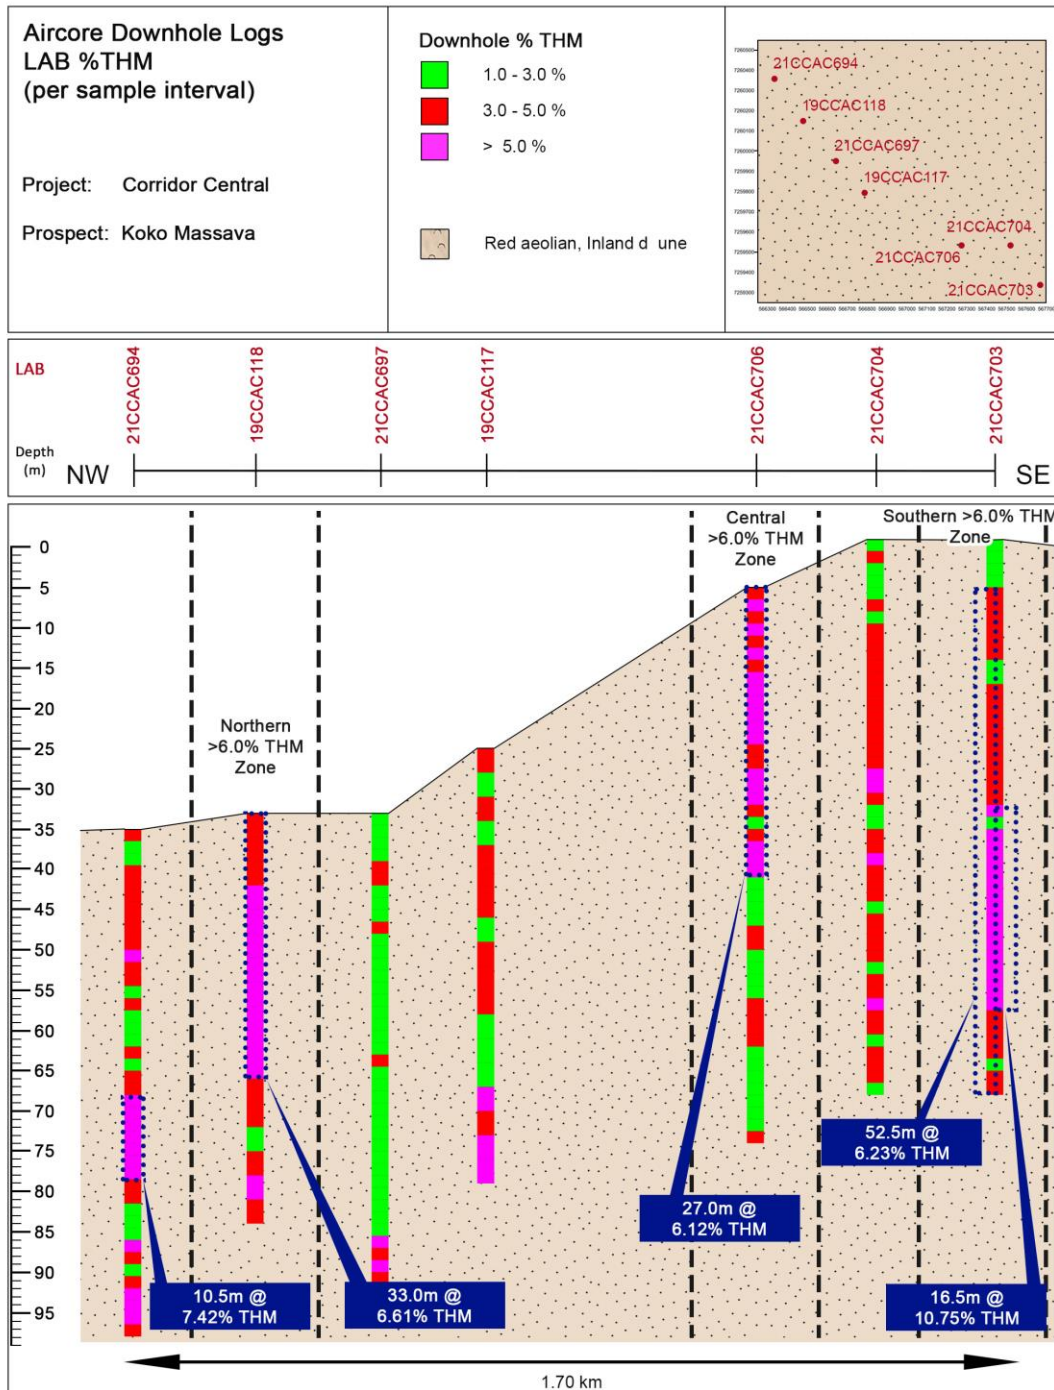 Aircore Downhole Logs
LAB %THM
(per sample interval)
Project: Corridor Central
Prospect: Koko Massava
Downhole % THM
1.0 - 3.0 %
3.0 - 5.0 %
> 5.0 %
Red aeolian, Inland d une
21CCAC694
19CCAC118
21CCAC697
19CCAC117
21CCAC704
21CCAC706
21CCAC703
LAB
21CCAC694
19CCAC118
21CCAC697
19CCAC117
21CCAC706
21CCAC704
21CCAC703
Depth
(m)
NW
SE
Central
>6.0% THM
Zone
Southern >6.0% THM
Zone
Northern
>6.0% THM
Zone
0
5
10
15
20
25
30
35
40
45
50
55
60
65
70
75
80
85
90
95
52.5m @
6.23% THM
27.0m @
6.12% THM
10.5m @
7.42% THM
33.0m @
6.61% THM
16.5m @
10.75% THM
1.70 km